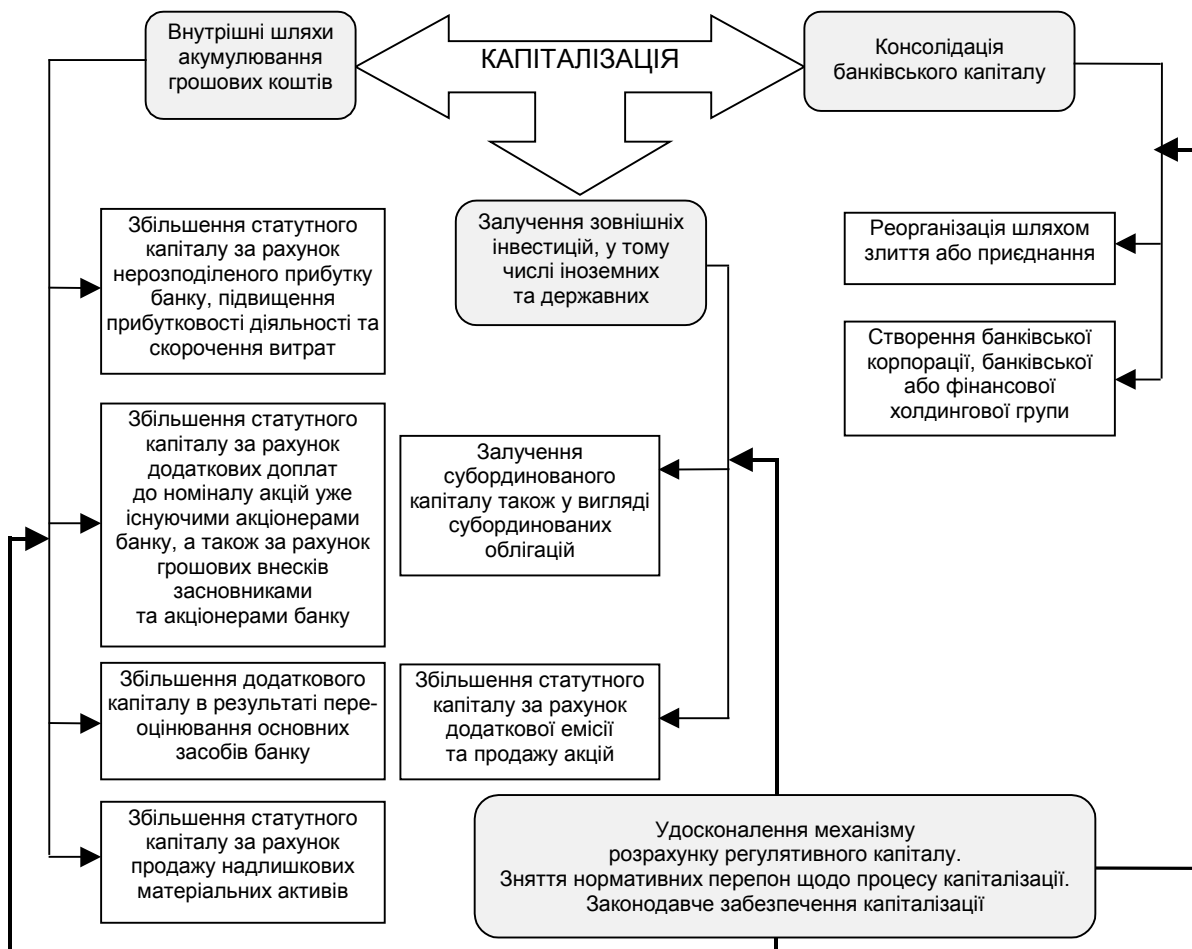 Внутрішні шляхи
акумулювання
грошових коштів
КАПІТАЛІЗАЦІЯ
Консолідація
банківського капіталу
Збільшення статутного
капіталу за рахунок
нерозподіленого прибутку
банку, підвищення
прибутковості діяльності та
скорочення витрат
Залучення зовнішніх
інвестицій, у тому
числі іноземних
та державних
Реорганізація шляхом
злиття або приєднання
Створення банківської
корпорації, банківської
або фінансової
холдингової групи
Збільшення статутного
капіталу за рахунок
додаткових доплат
до номіналу акцій уже
існуючими акціонерами
банку, а також за рахунок
грошових внесків
засновниками
та акціонерами банку
Залучення
субординованого
капіталу також у вигляді
субординованих
облігацій
Збільшення додаткового
капіталу в результаті пере-
оцінювання основних
засобів банку
Збільшення статутного
капіталу за рахунок
додаткової емісії
та продажу акцій
Збільшення статутного
капіталу за рахунок
продажу надлишкових
матеріальних активів
Удосконалення механізму
розрахунку регулятивного капіталу.
Зняття нормативних перепон щодо процесу капіталізації.
Законодавче забезпечення капіталізації